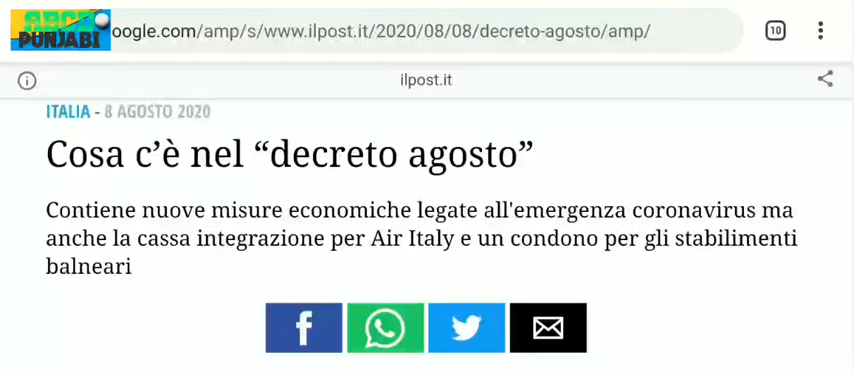 ABCD
PUNJABI
oogle.com/amp/s/www.ilpost.it/2020/08/08/decreto-agosto/amp/
10
ilpost.it
ITALIA - 8 AGOSTO 2020
Cosa c’è nel “decreto agosto”
Contiene nuove misure economiche legate all'emergenza coronavirus ma
anche la cassa integrazione per Air Italy e un condono per gli stabilimenti
balneari